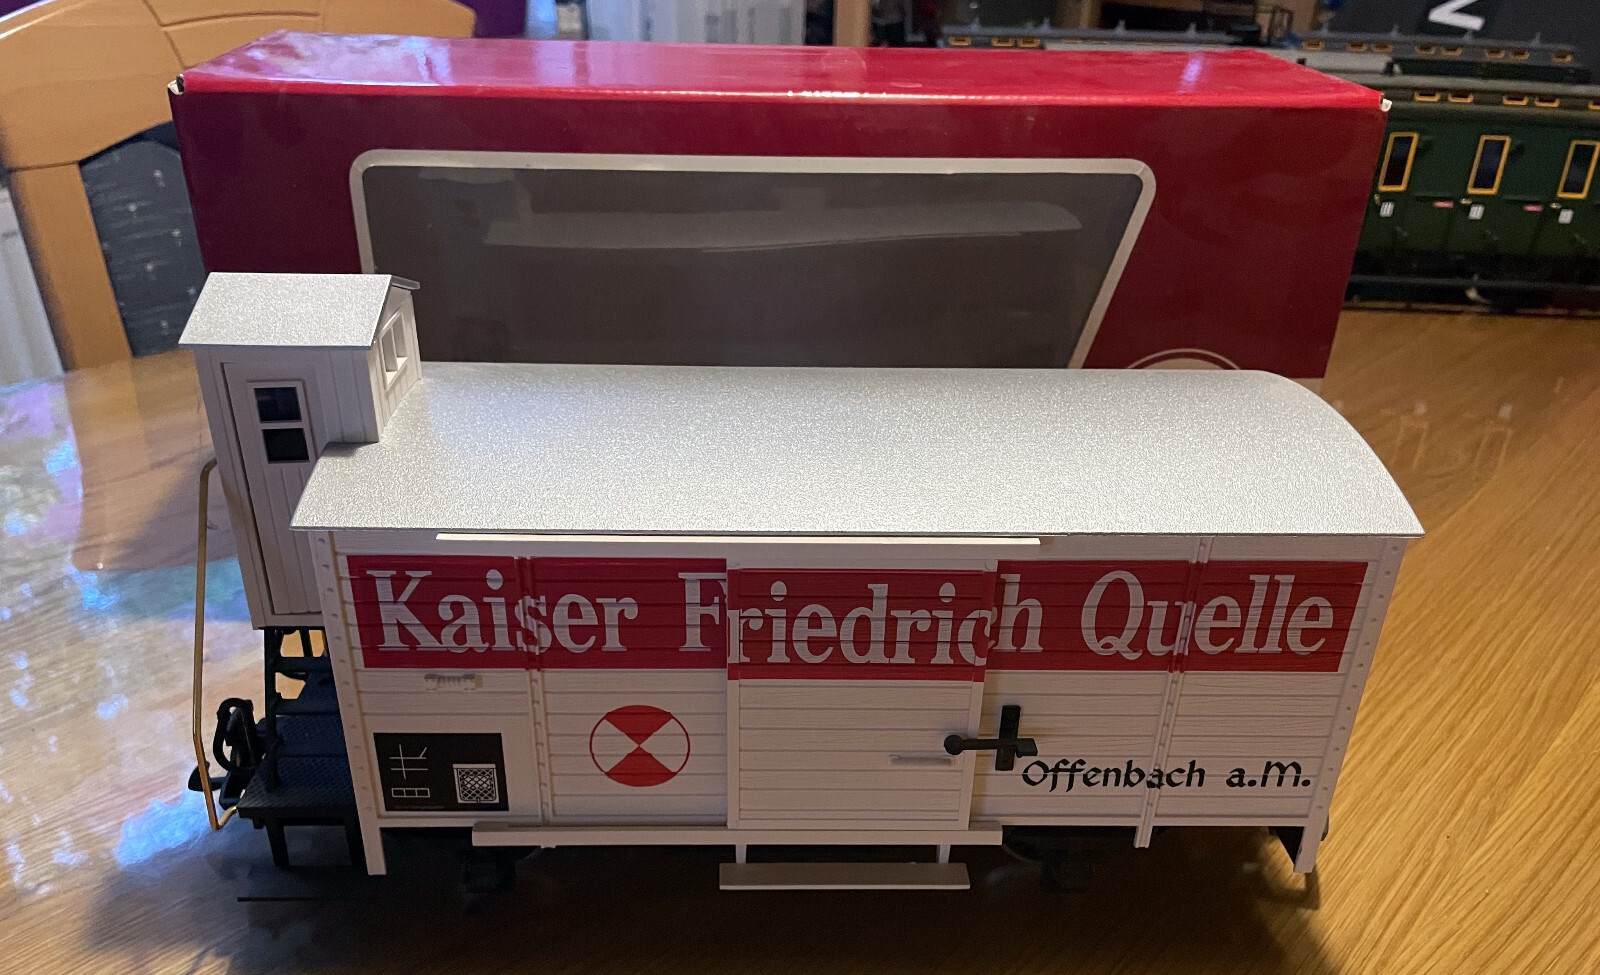 Kaiser Friedrich Quelle
Offenbach a.M.